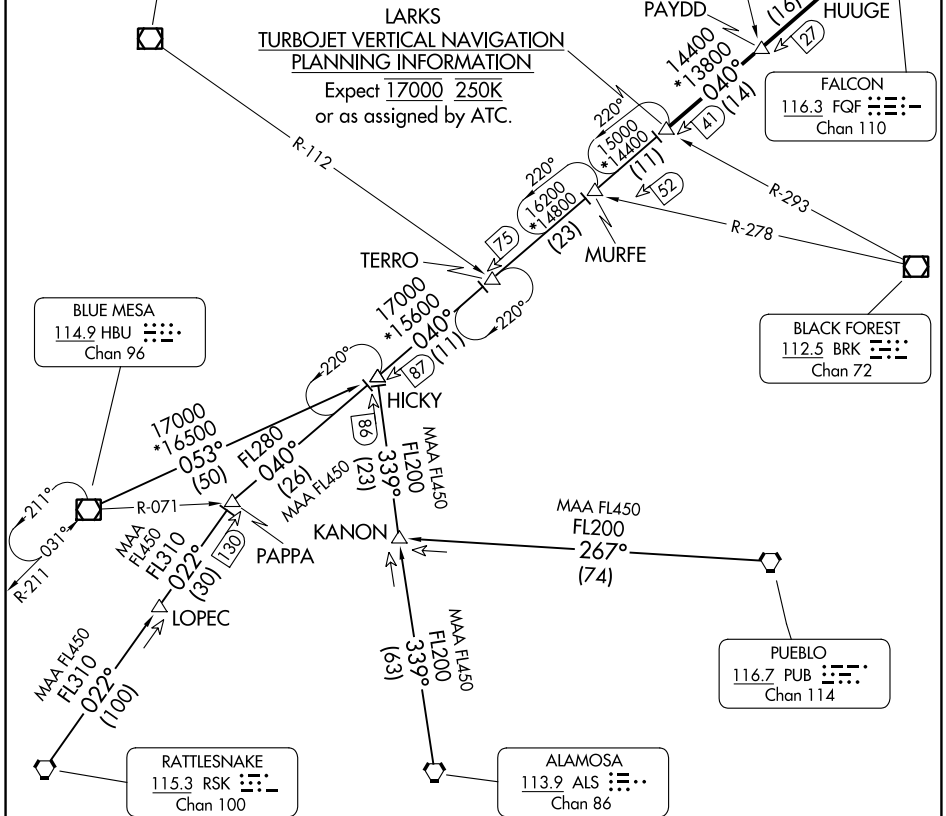 LARKS
TURBOJET VERTICAL NAVIGATION
PLANNING INFORMATION
Expect 17000 250K
or as assigned by ATC.
PAYDD
(16)
HUUGE
27
14400
*13800
040°
(14)
FALCON
116.3 FQF
Chan 110
41
220°
15000
*14400
(11)
R-112
220°
16200
*14800
(23)
52
R-293
R-278
MURFE
75
TERRO
220°
17000
*15600
040°
(11)
BLUE MESA
114.9 HBU
Chan 96
BLACK FOREST
112.5 BRK
Chan 72
220°
87
HICKY
17000
*16500
053°
(50)
FL280
040°
(26)
MAA FL450
86
MAA FL450
FL200
339°
(23)
211°
031°
R-211
R-071
130
PAPPA
KANON
MAA FL450
FL200
267°
(74)
MAA
FL450
FL310
022°
(30)
LOPEC
MAA FL450
FL310
022°
(100)
MAA FL450
FL200
339°
(63)
PUEBLO
116.7 PUB
Chan 114
RATTLESNAKE
115.3 RSK
Chan 100
ALAMOSA
113.9 ALS
Chan 86